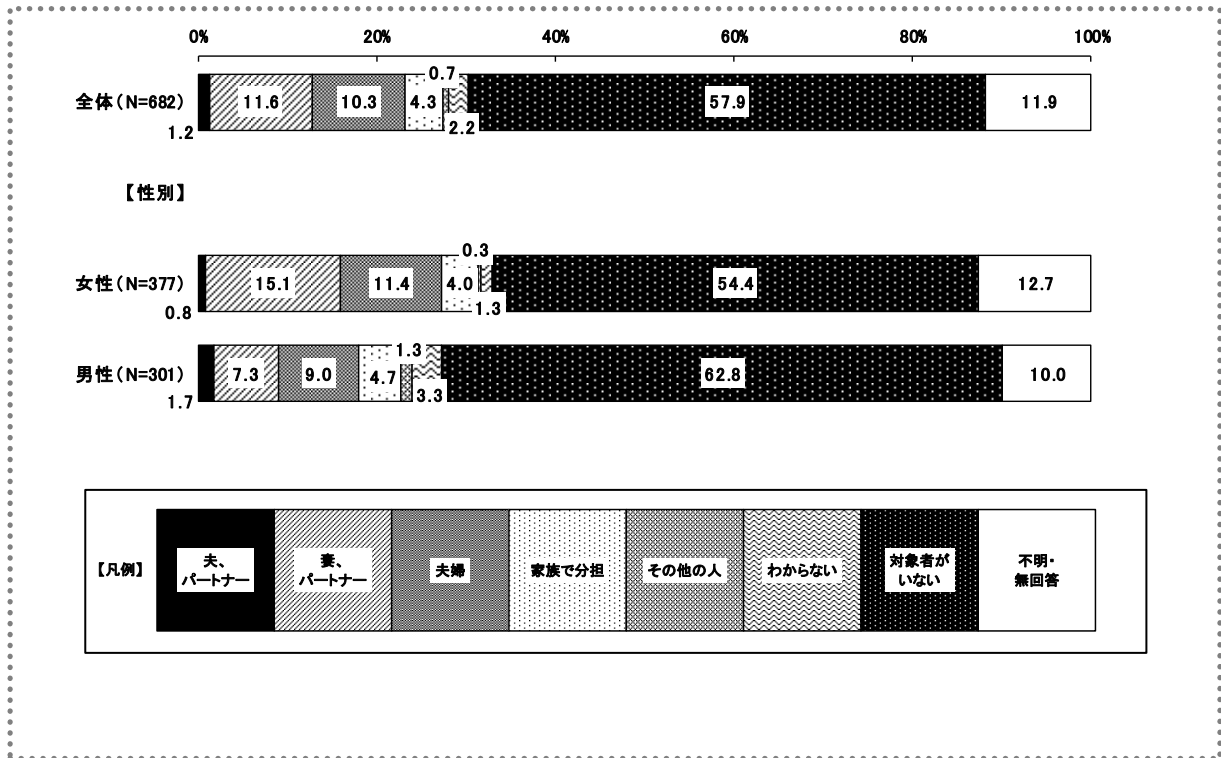 0% 20% 40% 60% 80% 100%
0.7
全体(N=682) 11.6 10.3 4.3 57.9 11.9
1.2 2.2
【性別】
0.3
女性(N=377) 15.1 11.4 4.0 54.4 12.7
0.8 1.3
1.3
男性(N=301) 7.3 9.0 4.7 62.8 10.0
1.7 3.3
【凡例】
夫、
パートナー
妻、
パートナー
夫婦
家族で分担
その他の人
わからない
対象者が
いない
不明・
無回答